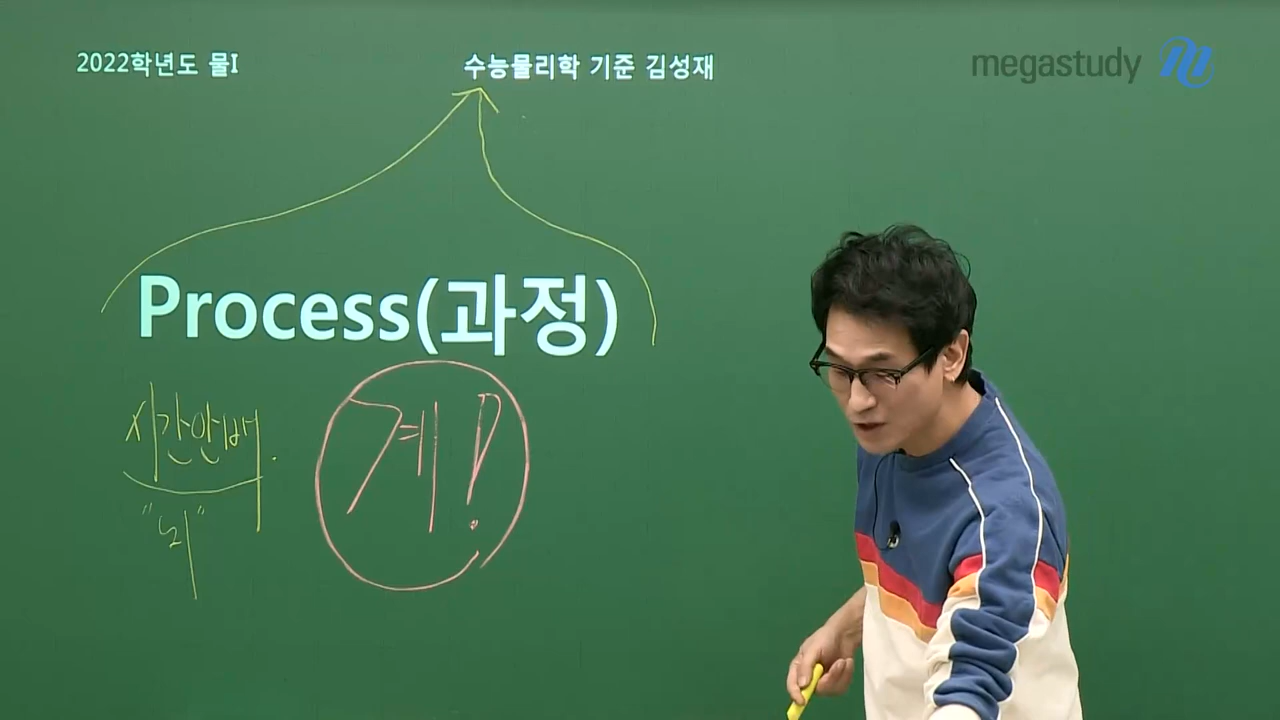 2022학년도 물I
수능물리학 기준 김성재
megastudy
Process(과정)
시간안배.
계!
"뇌"